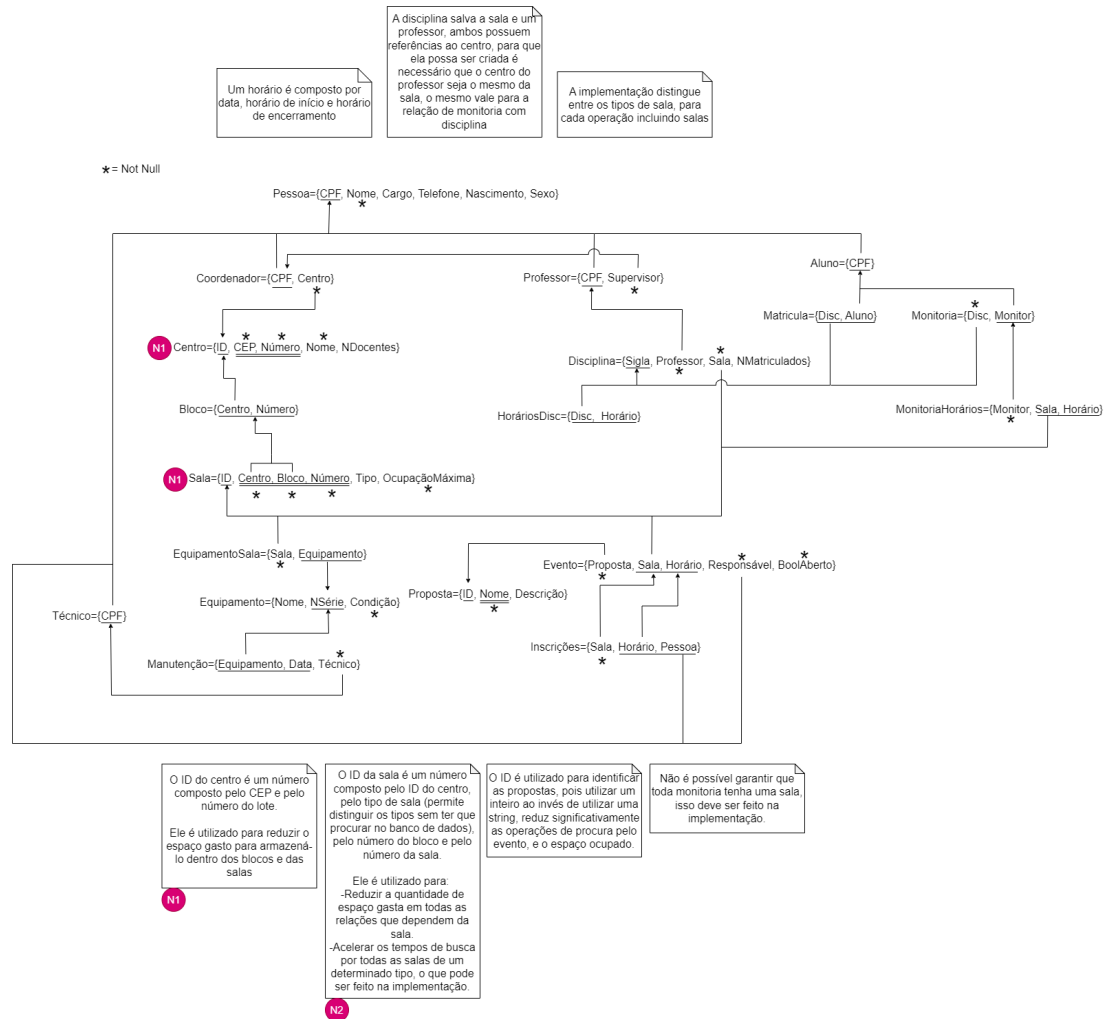 A disciplina salva a sala e um
professor, ambos possuem
referências ao centro, para que
ela possa ser criada é
necessário que o centro do
professor seja o mesmo da
sala, o mesmo vale para a
relação de monitoria com
disciplina
Um horário é composto por
data, horário de início e horário
de encerramento
A implementação distingue
entre os tipos de sala, para
cada operação incluindo salas
*= Not Null
Pessoa={CPF, Nome, Cargo, Telefone, Nascimento, Sexo}
*
Aluno={CPF}
Coordenador={CPF, Centro}
*
Professor={CPF, Supervisor}
*
Matricula={Disc, Aluno}
*
Monitoria={Disc, Monitor}
* * *
N1 Centro={ID, CEP, Número, Nome, NDocentes}
*
Disciplina={Sigla, Professor, Sala, NMatriculados}
*
Bloco={Centro, Número}
HoráriosDisc={Disc, Horário}
MonitoriaHorários={Monitor, Sala, Horário}
*
N1 Sala={ID, Centro, Bloco, Número, Tipo, OcupaçãoMáxima}
* * * *
EquipamentoSala={Sala, Equipamento}
*
* *
Evento={Proposta, Sala, Horário, Responsável, BoolAberto}
*
Proposta={ID, Nome, Descrição}
*
Equipamento={Nome, NSérie, Condição}
*
Técnico={CPF}
Inscrições={Sala, Horário, Pessoa}
*
*
Manutenção={Equipamento, Data, Técnico}
O ID do centro é um número
composto pelo CEP e pelo
número do lote.
Ele é utilizado para reduzir o
espaço gasto para armazená-
lo dentro dos blocos e das
salas
N1
O ID da sala é um número
composto pelo ID do centro,
pelo tipo de sala (permite
distinguir os tipos sem ter que
procurar no banco de dados),
pelo número do bloco e pelo
número da sala.
Ele é utilizado para:
-Reduzir a quantidade de
espaço gasta em todas as
relações que dependem da
sala.
-Acelerar os tempos de busca
por todas as salas de um
determinado tipo, o que pode
ser feito na implementação.
N2
O ID é utilizado para identificar
as propostas, pois utilizar um
inteiro ao invés de utilizar uma
string, reduz significativamente
as operações de procura pelo
evento, e o espaço ocupado.
Não é possível garantir que
toda monitoria tenha uma sala,
isso deve ser feito na
implementação.